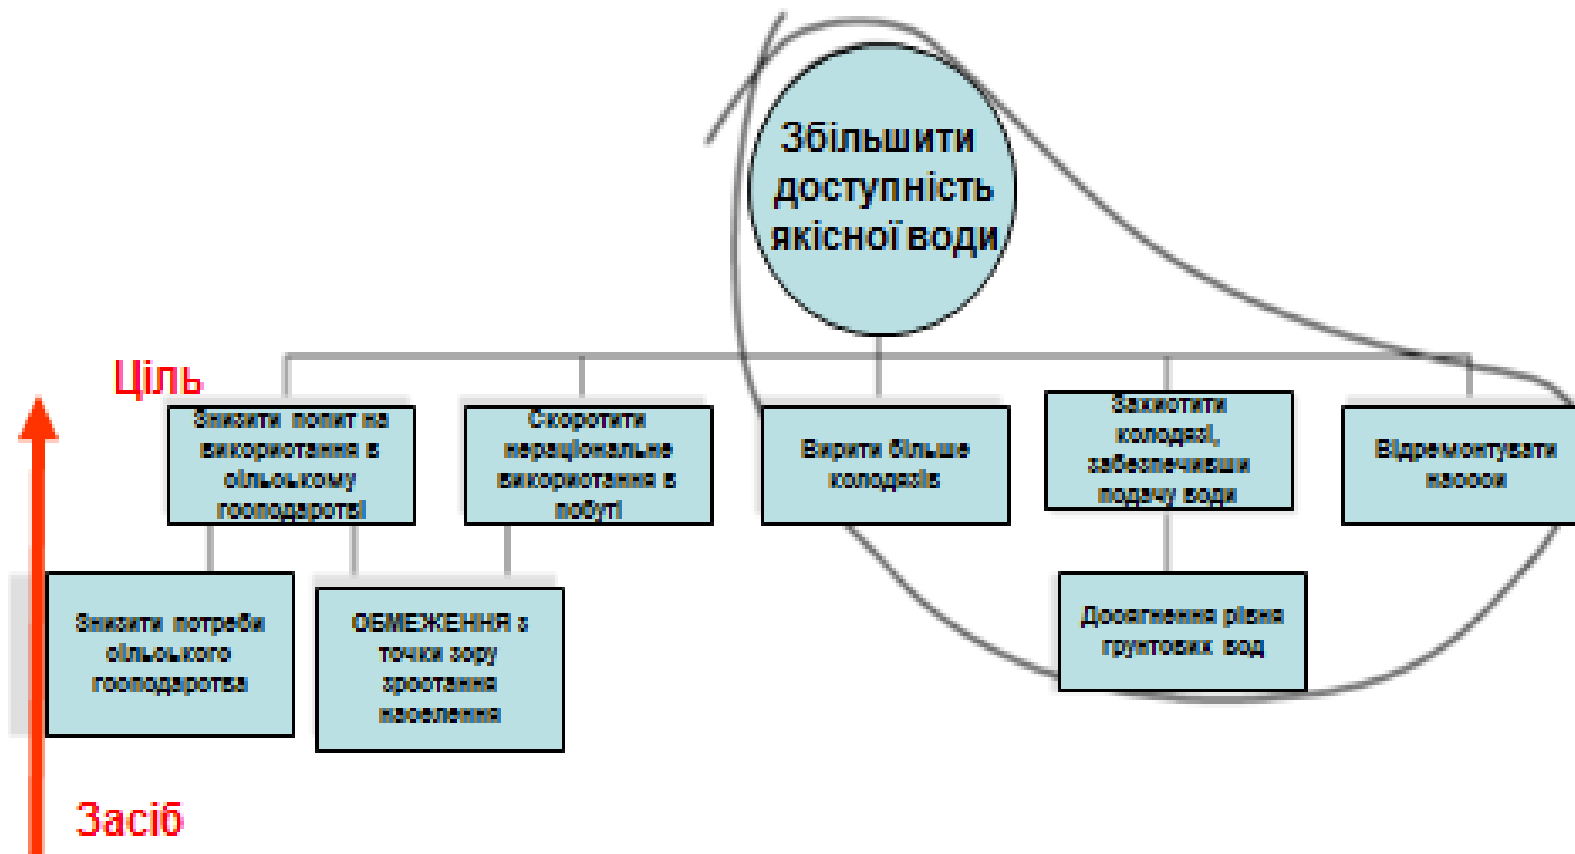 Збільшити
доступність
якісної води
Ціль
Знизити попит на
використання в
сільському
господарстві
Скоротити
нераціональне
використання в
побуті
Вирити більше
колодязів
Захистити
колодязі,
забезпечивши
подачу води
Відремонтувати
насоси
Знизити потреби
сільського
господарства
ОБМЕЖЕННЯ з
точки зору
зростання
населення
Досягнення рівня
грунтових вод
Засіб